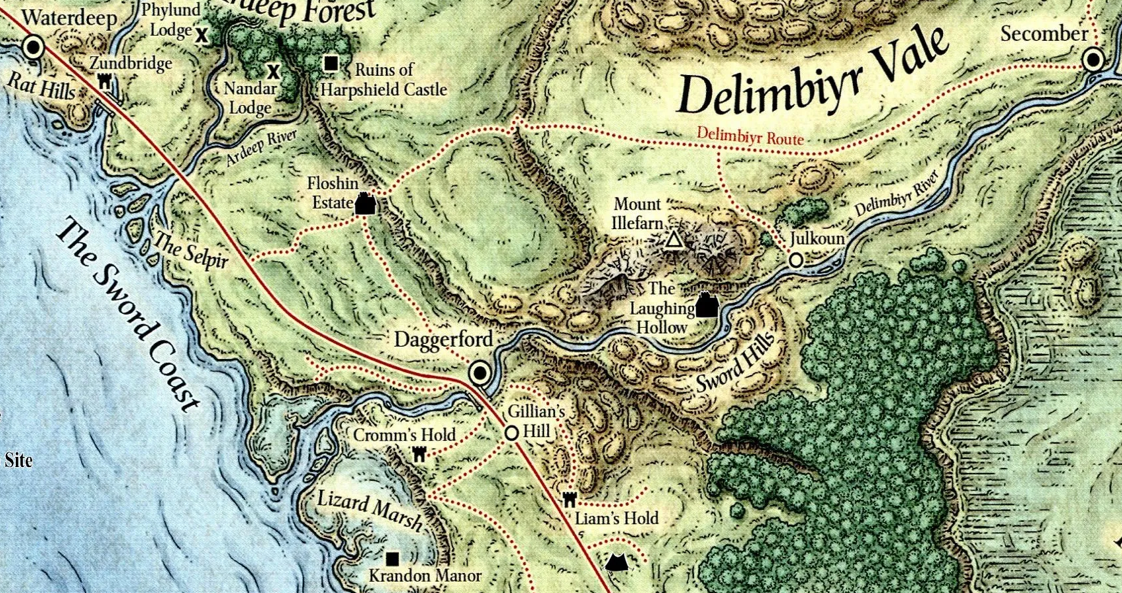 Waterdeep
Phylund
Lodge
X
rdeep Forest
Secomber
Zundbridge
Rat Hills
X
Nandar
Lodge
Ruins of
Harpshield Castle
Delimbiyr Vale
Ardeep River
Delimbiyr Route
Floshin
Estate
Mount
Illefarn
Delimbiyr River
The Selpir
Julkoun
The Sword Coast
The
Laughing
Hollow
Daggerford
Sword Hills
Gillian's
Hill
Cromm's Hold
Site
Lizard Marsh
Liam's Hold
Krandon Manor